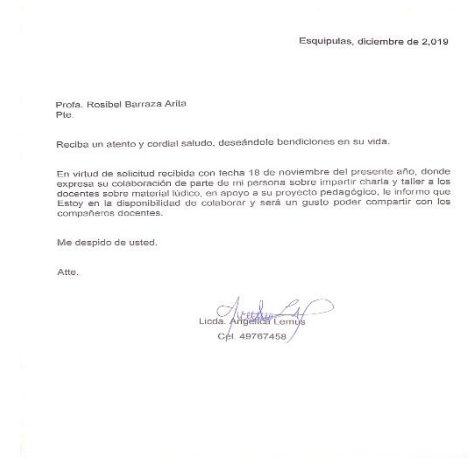 Esquipulas, diciembre de 2,019
Profa. Rosibel Barraza Arita
Pte.
Reciba un atento y cordial saludo, deseándole bendiciones en su vida.
En virtud de solicitud recibida con fecha 18 de noviembre del presente año, donde
expresa su colaboración de parte de mi persona sobre impartir charla y taller a los
docentes sobre material lúdico, en apoyo a su proyecto pedagógico, le informo que
Estoy en la disponibilidad de colaborar y será un gusto poder compartir con los
compañeros docentes.
Me despido de usted.
Atte.
Licda. Angélica Lemus
Cel. 49767458